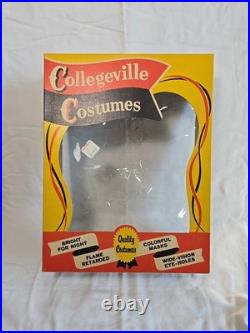 Collegeville
Costumes
Quality
Costumes
BRIGHT
FOR NIGHT
FLAME
RETARDED
COLORFUL
MASKS
WIDE-VISION
EYE-HOLES